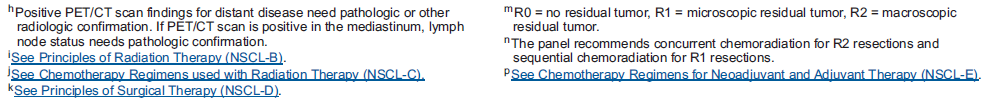 hPositive PET/CT scan findings for distant disease need pathologic or other
radiologic confirmation. If PET/CT scan is positive in the mediastinum, lymph
node status needs pathologic confirmation.
iSee Principles of Radiation Therapy (NSCL-B).
jSee Chemotherapy Regimens used with Radiation Therapy (NSCL-C).
kSee Principles of Surgical Therapy (NSCL-D).
mR0 = no residual tumor, R1 = microscopic residual tumor, R2 = macroscopic
residual tumor.
nThe panel recommends concurrent chemoradiation for R2 resections and
sequential chemoradiation for R1 resections.
pSee Chemotherapy Regimens for Neoadjuvant and Adjuvant Therapy (NSCL-E).